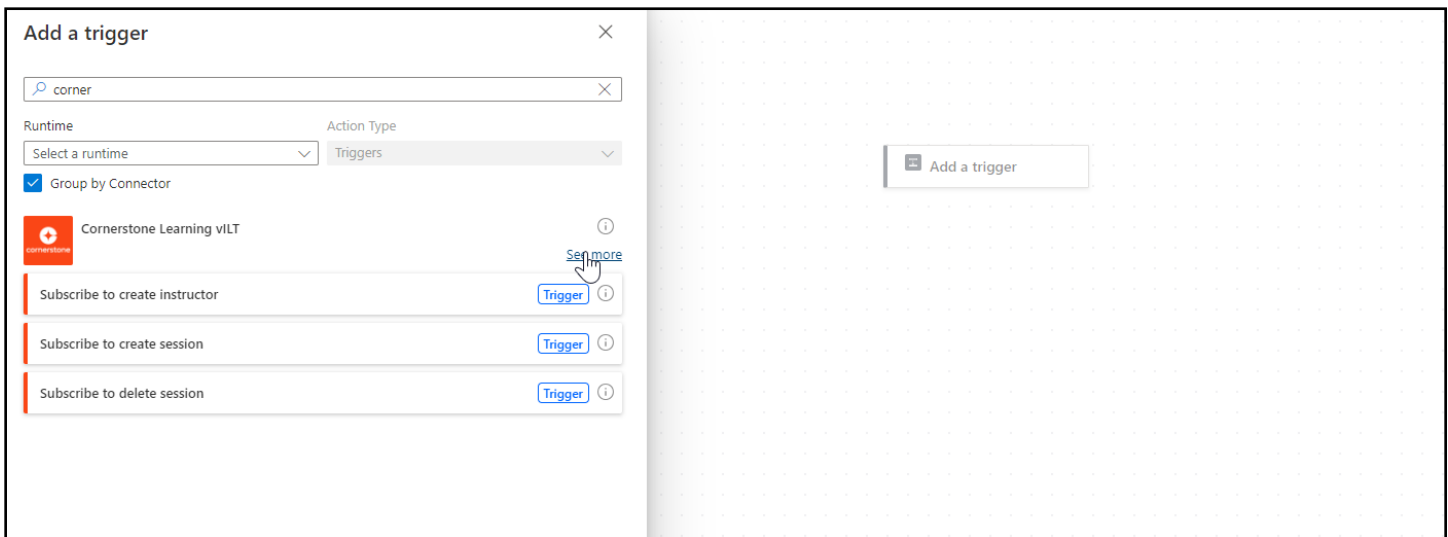 Add a trigger
corner
Runtime
Action Type
Select a runtime
Triggers
Group by Connector
Add a trigger
cornerstone
Cornerstone Learning vILT
See more
Subscribe to create instructor
Trigger
Subscribe to create session
Trigger
Subscribe to delete session
Trigger